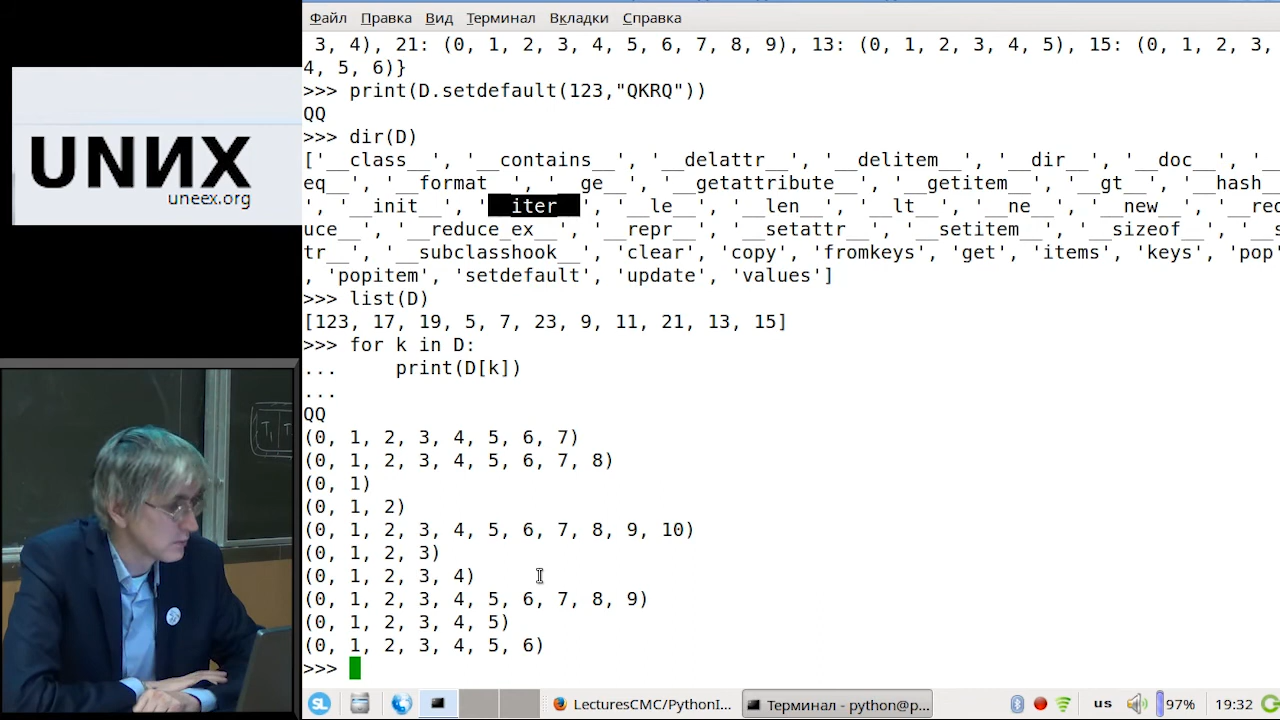 Файл Правка Вид Терминал Вкладки Справка
UNИX
uneex.org
3, 4), 21: (0, 1, 2, 3, 4, 5, 6, 7, 8, 9), 13: (0, 1, 2, 3, 4, 5), 15: (0, 1, 2, 3,
4, 5, 6)}
>>> print(D.setdefault(123,"QKRQ"))
QQ
>>> dir(D)
['__class__', '__contains__', '__delattr__', '__delitem__', '__dir__', '__doc__', '__
eq__', '__format__', '__ge__', '__getattribute__', '__getitem__', '__gt__', '__hash__
', '__init__', '__iter__', '__le__', '__len__', '__lt__', '__ne__', '__new__', '__red
uce__', '__reduce_ex__', '__repr__', '__setattr__', '__setitem__', '__sizeof__', '__s
tr__', '__subclasshook__', 'clear', 'copy', 'fromkeys', 'get', 'items', 'keys', 'pop'
, 'popitem', 'setdefault', 'update', 'values']
>>> list(D)
[123, 17, 19, 5, 7, 23, 9, 11, 21, 13, 15]
>>> for k in D:
...     print(D[k])
...
QQ
(0, 1, 2, 3, 4, 5, 6, 7)
(0, 1, 2, 3, 4, 5, 6, 7, 8)
(0, 1)
(0, 1, 2)
(0, 1, 2, 3, 4, 5, 6, 7, 8, 9, 10)
(0, 1, 2, 3)
(0, 1, 2, 3, 4)
(0, 1, 2, 3, 4, 5, 6, 7, 8, 9)
(0, 1, 2, 3, 4, 5)
(0, 1, 2, 3, 4, 5, 6)
>>>
LecturesCMC/PythonI... Терминал - python@p... us 97% 19:32